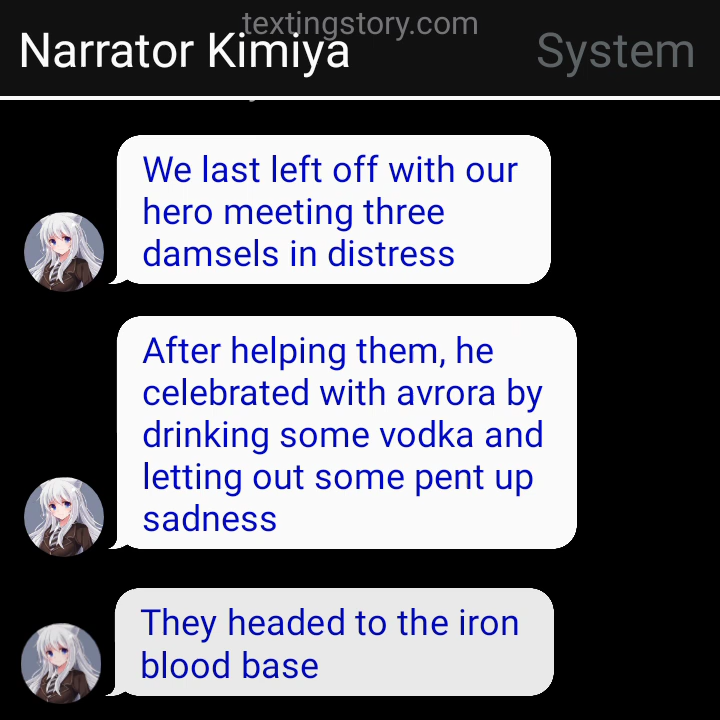 textingstory.com
Narrator Kimiya
System
We last left off with our
hero meeting three
damsels in distress
After helping them, he
celebrated with avrora by
drinking some vodka and
letting out some pent up
sadness
They headed to the iron
blood base